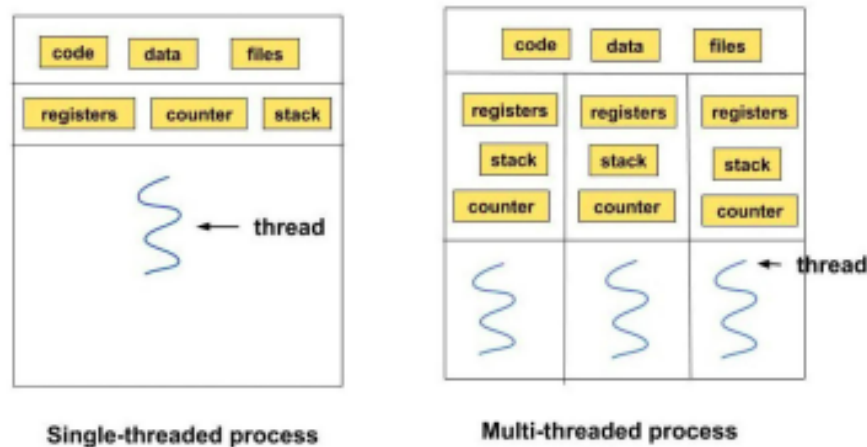 code data files
registers counter stack
thread
Single-threaded process
code data files
registers registers registers
stack stack stack
counter counter counter
thread
Multi-threaded process